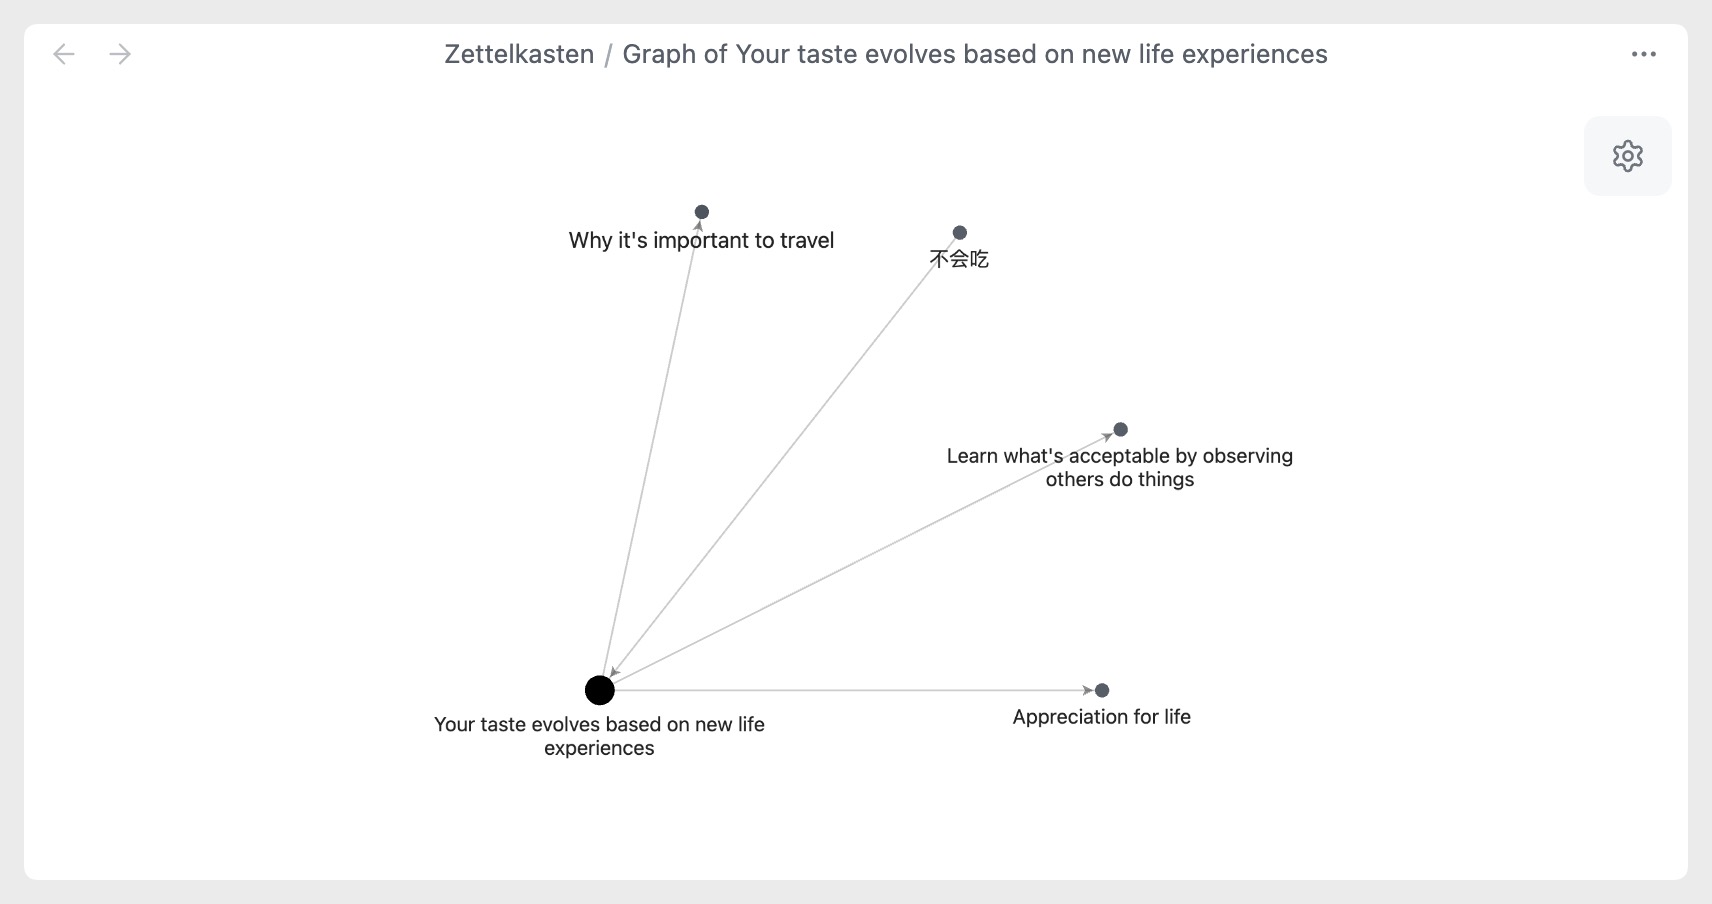 Zettelkasten / Graph of Your taste evolves based on new life experiences
Why it's important to travel
不会吃
Learn what's acceptable by observing
others do things
Your taste evolves based on new life
experiences
Appreciation for life